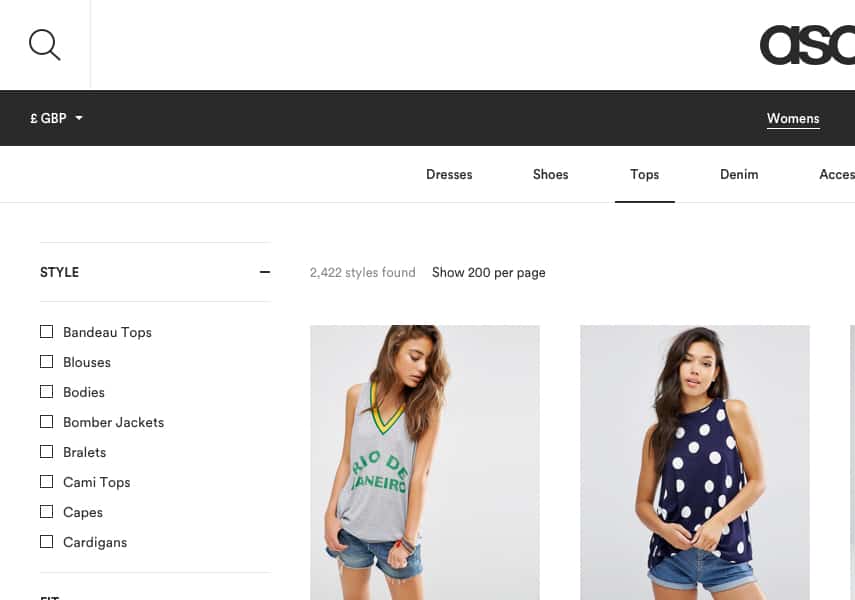 aso
£ GBP
Womens
Dresses Shoes Tops Denim Acces
STYLE
2,422 styles found Show 200 per page
Bandeau Tops
Blouses
Bodies
Bomber Jackets
Bralets
Cami Tops
Capes
Cardigans
RIO DE
JANEIRO
FIT